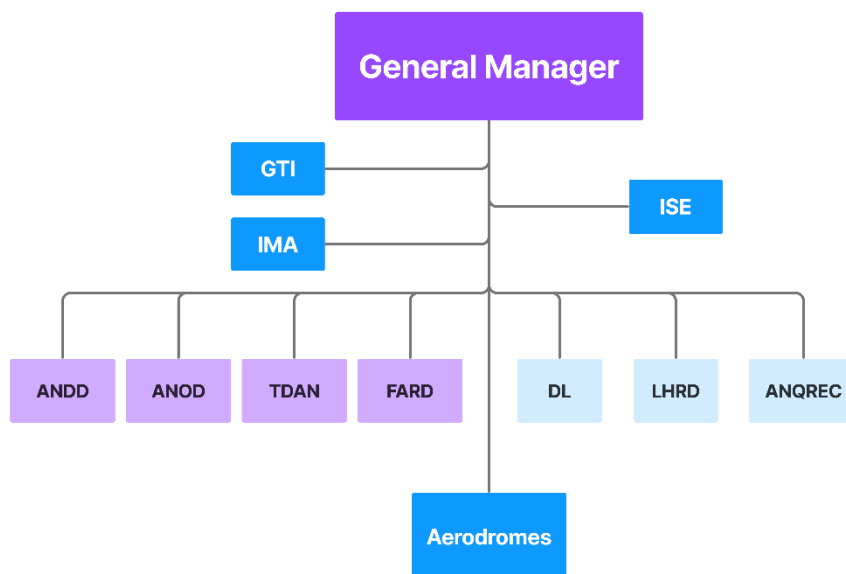 General Manager
GTI
ISE
IMA
ANDD
ANOD
TDAN
FARD
DL
LHRD
ANQREC
Aerodromes